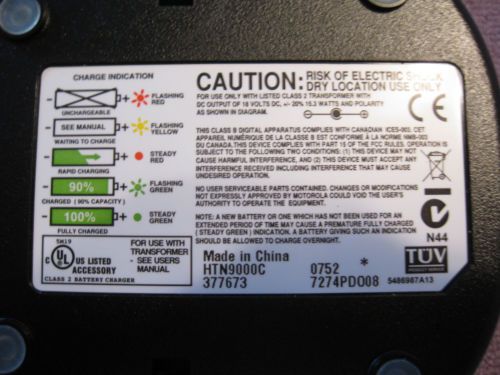 CHARGE INDICATION
FLASHING
RED
UNCHARGEABLE
SEE MANUAL
FLASHING
YELLOW
WAITING TO CHARGE
STEADY
RED
RAPID CHARGING
90%
FLASHING
GREEN
CHARGED (90% CAPACITY)
100%
STEADY
GREEN
FULLY CHARGED
CAUTION: RISK OF ELECTRIC SHOCK
DRY LOCATION USE ONLY
FOR USE ONLY WITH LISTED CLASS 2 TRANSFORMER WITH
DC OUTPUT OF 18 VOLTS DC, +/- 20% 15.3 WATTS AND POLARITY
AS SHOWN IN DIAGRAM.
CE
THIS CLASS B DIGITAL APPARATUS COMPLIES WITH CANADIAN ICES-003. CET
APPAREIL NUMÉRIQUE DE LA CLASSE B EST CONFORME À LA NORME NMB-003
DU CANADA.THIS DEVICE COMPLIES WITH PART 15 OF THE FCC RULES. OPERATION IS
SUBJECT TO THE FOLLOWING TWO CONDITIONS: (1) THIS DEVICE MAY NOT
CAUSE HARMFUL INTERFERENCE, AND (2) THIS DEVICE MUST ACCEPT ANY
INTERFERENCE RECEIVED INCLUDING INTERFERENCE THAT MAY CAUSE
UNDESIRED OPERATION.
NO USER SERVICEABLE PARTS CONTAINED. CHANGES OR MODIFICATIONS
NOT EXPRESSLY APPROVED BY MOTOROLA COULD VOID THE USER'S
AUTHORITY TO OPERATE THE EQUIPMENT.
NOTE: A NEW BATTERY OR ONE WHICH HAS NOT BEEN USED FOR AN
EXTENDED PERIOD OF TIME MAY CAUSE A PREMATURE FULLY CHARGED
( STEADY GREEN ) INDICATION. A BATTERY GIVING SUCH AN INDICATION
SHOULD BE ALLOWED TO CHARGE OVERNIGHT.
N44
5M19
C UL US LISTED
ACCESSORY
CLASS 2 BATTERY CHARGER
FOR USE WITH
TRANSFORMER
- SEE USERS
MANUAL
Made in China
HTN9000C 0752 *
377673 7274PDO08
TÜV
PRODUCT SERVICE
5486987A13